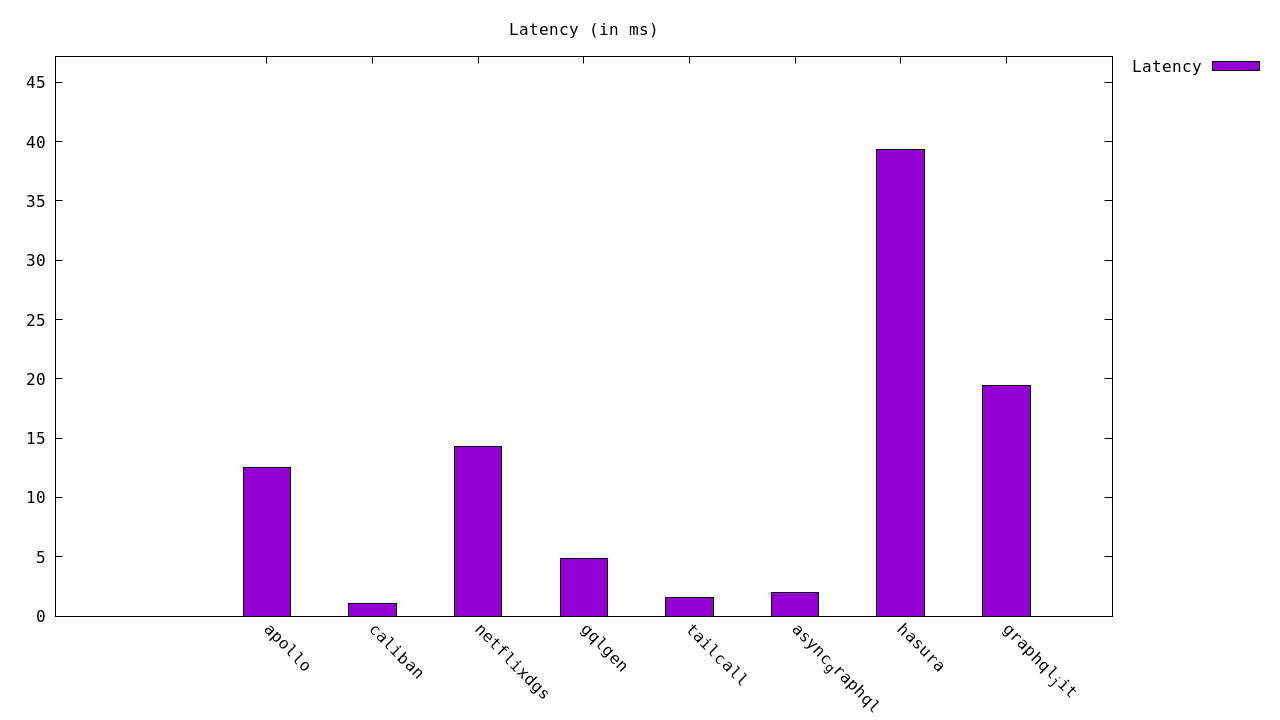 Latency (in ms)
Latency
45
40
35
30
25
20
15
10
5
0
apollo
caliban
netflixdgs
gqlgen
tailcall
async_graphql
hasura
graphql_jit